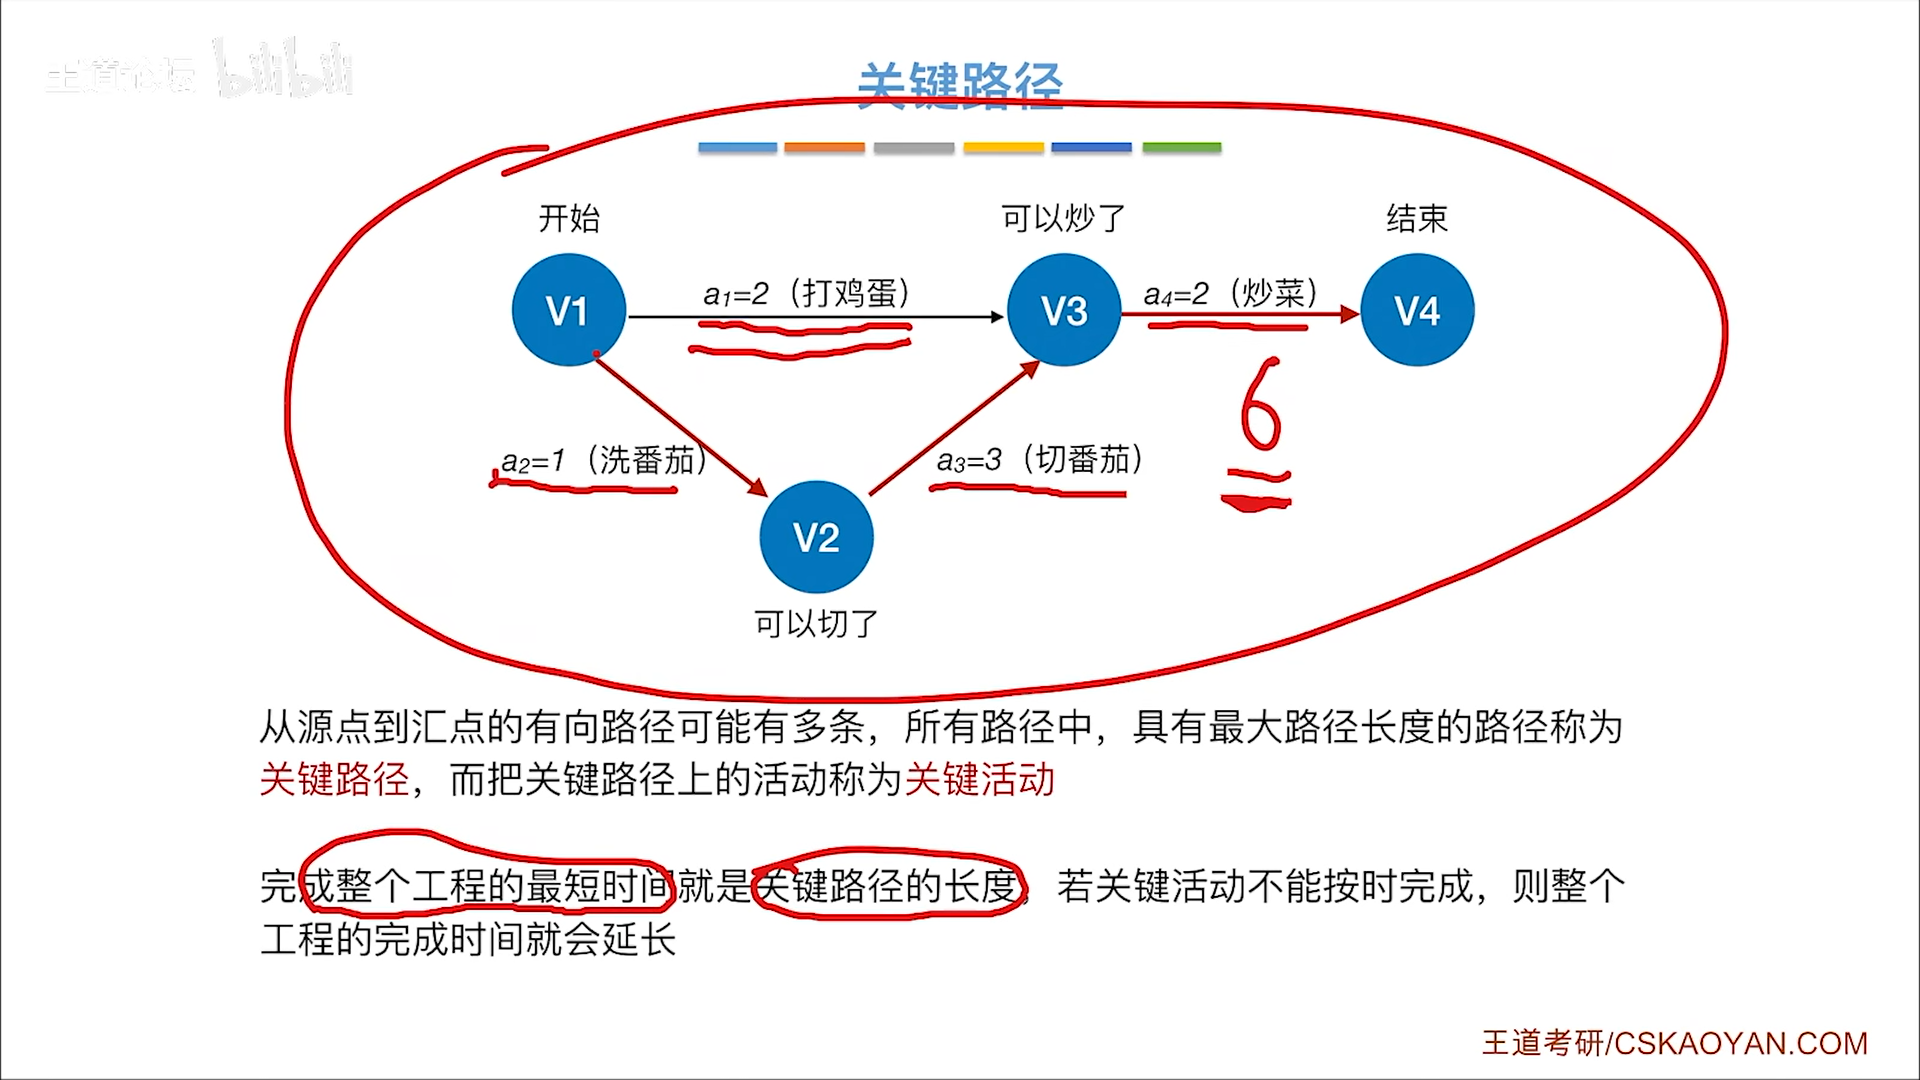 王道论坛 bilibili
关键路径
开始
可以炒了
结束
a₁=2（打鸡蛋）
a₄=2（炒菜）
V1
V3
V4
6
a₂=1（洗番茄）
a₃=3（切番茄）
V2
可以切了
从源点到汇点的有向路径可能有多条，所有路径中，具有最大路径长度的路径称为
关键路径，而把关键路径上的活动称为关键活动
完成整个工程的最短时间就是关键路径的长度，若关键活动不能按时完成，则整个
工程的完成时间就会延长
王道考研/CSKAOYAN.COM